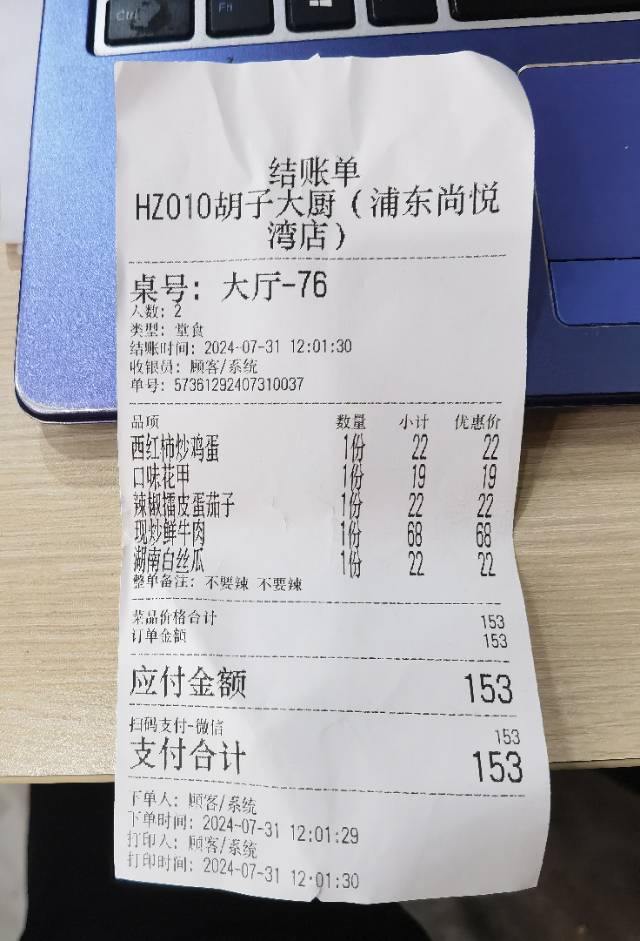 Ctrl
Fn
结账单
HZ010胡子大厨（浦东尚悦
湾店）
桌号：大厅-76
人数：2
类型：堂食
结账时间：2024-07-31 12:01:30
收银员：顾客/系统
单号：57361292407310037
品项 数量 小计 优惠价
西红柿炒鸡蛋 1份 22 22
口味花甲 1份 19 19
辣椒擂皮蛋茄子 1份 22 22
现炒鲜牛肉 1份 68 68
湖南白丝瓜 1份 22 22
整单备注：不要辣 不要辣
菜品价格合计 153
订单金额 153
应付金额 153
扫码支付-微信 153
支付合计 153
下单人：顾客/系统
下单时间：2024-07-31 12:01:29
打印人：顾客/系统
打印时间：2024-07-31 12:01:30